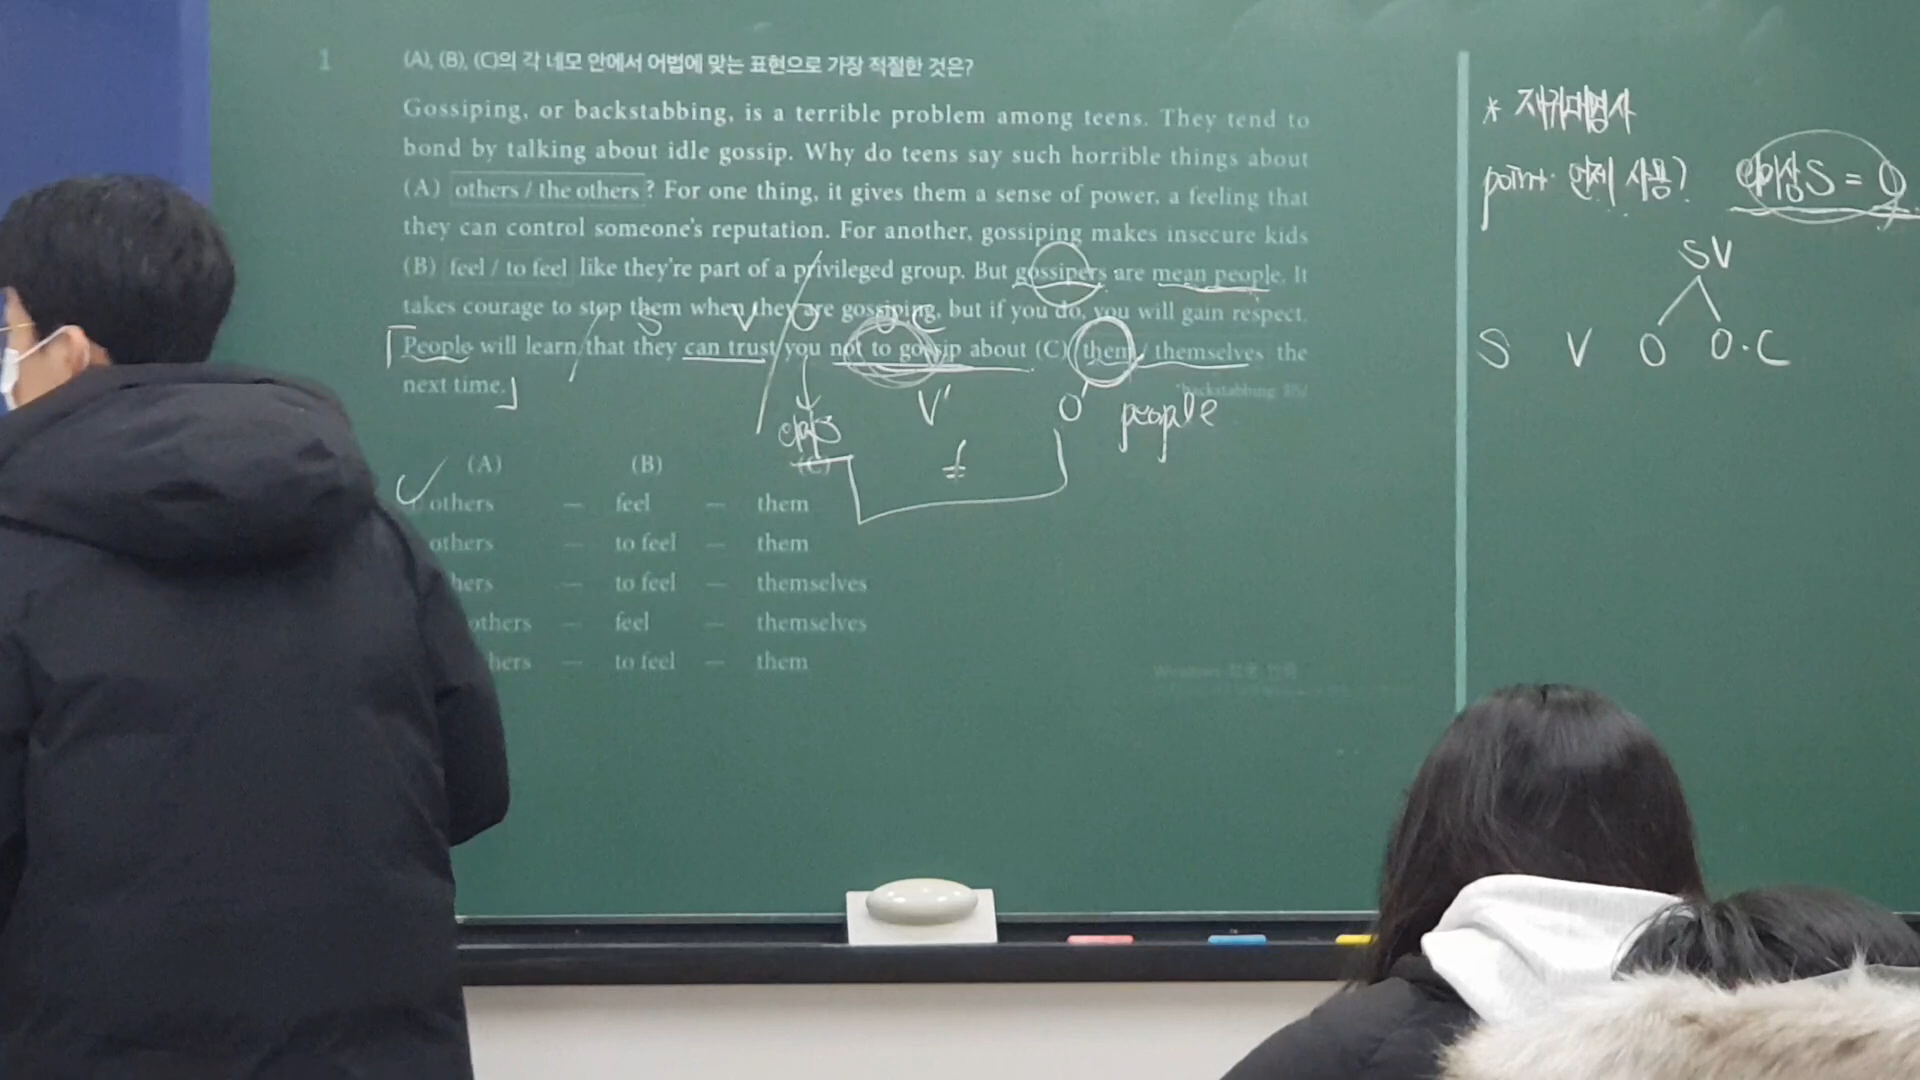 1 (A), (B), (C)의 각 네모 안에서 어법에 맞는 표현으로 가장 적절한 것은?
Gossiping, or backstabbing, is a terrible problem among teens. They tend to
bond by talking about idle gossip. Why do teens say such horrible things about
(A) others / the others ? For one thing, it gives them a sense of power, a feeling that
they can control someone's reputation. For another, gossiping makes insecure kids
(B) feel / to feel like they're part of a privileged group. But gossipers are mean people. It
takes courage to stop them when they are gossiping, but if you do, you will gain respect.
S V O O.C
People will learn that they can trust you not to gossip about (C) them / themselves the
next time.
*backstabbing
V' O people
≠
(A) (B) (C)
others — feel — them
others — to feel — them
hers — to feel — themselves
others — feel — themselves
hers — to feel — them
Windows
* 재귀대명사
point. 언제 사용? S = O
S V
S V O O.C